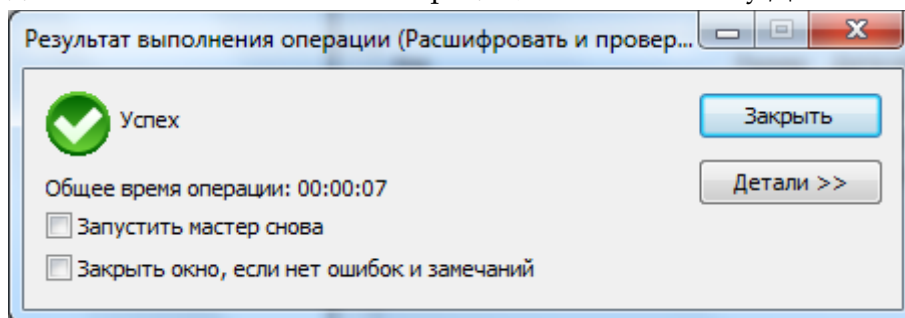 Результат выполнения операции (Расшифровать и провер...
Успех
Закрыть
Общее время операции: 00:00:07
Детали >>
Запустить мастер снова
Закрыть окно, если нет ошибок и замечаний